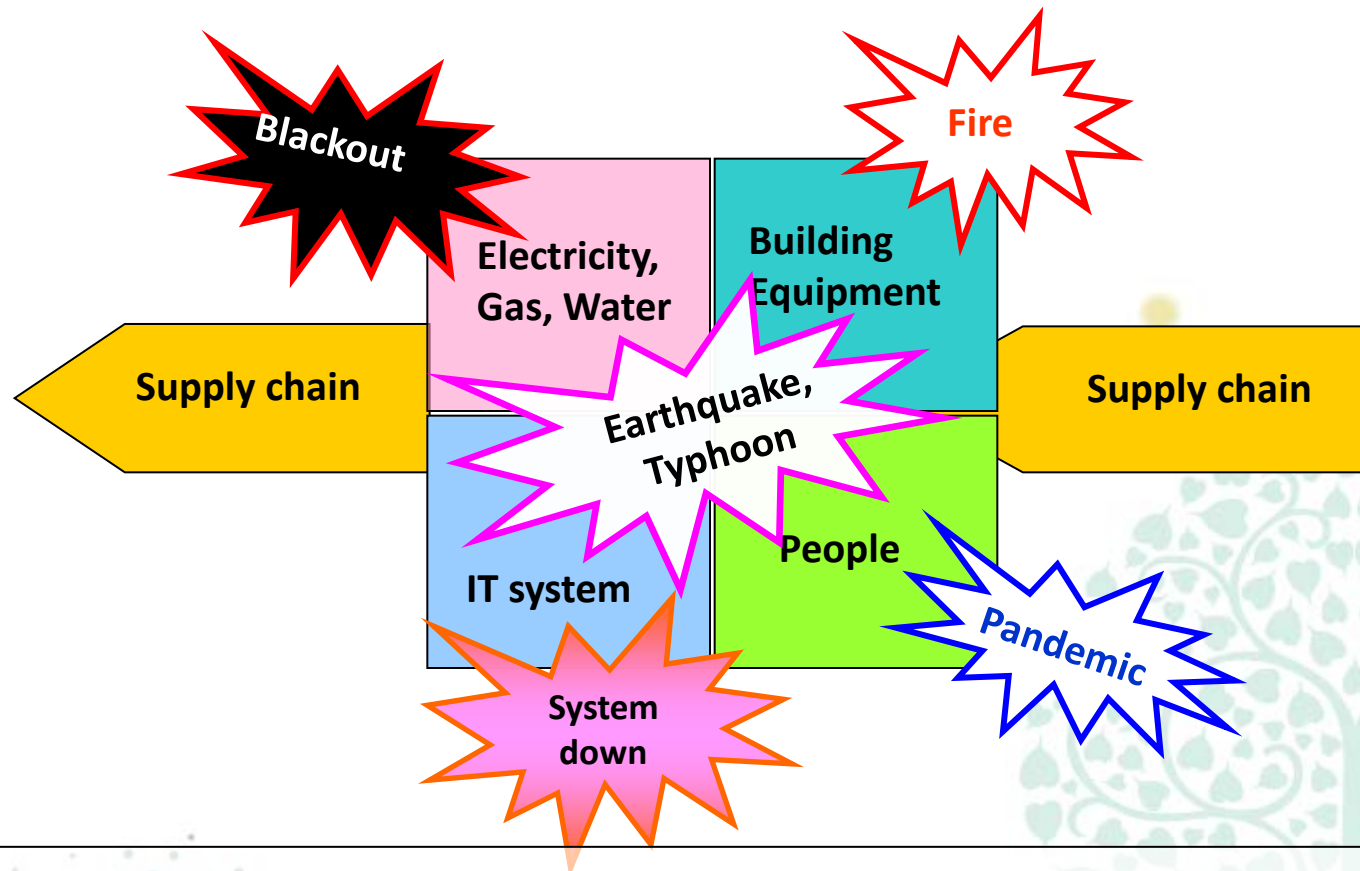 Blackout
Fire
Electricity,
Gas, Water
Building
Equipment
Supply chain
Earthquake,
Typhoon
Supply chain
IT system
People
System
down
Pandemic